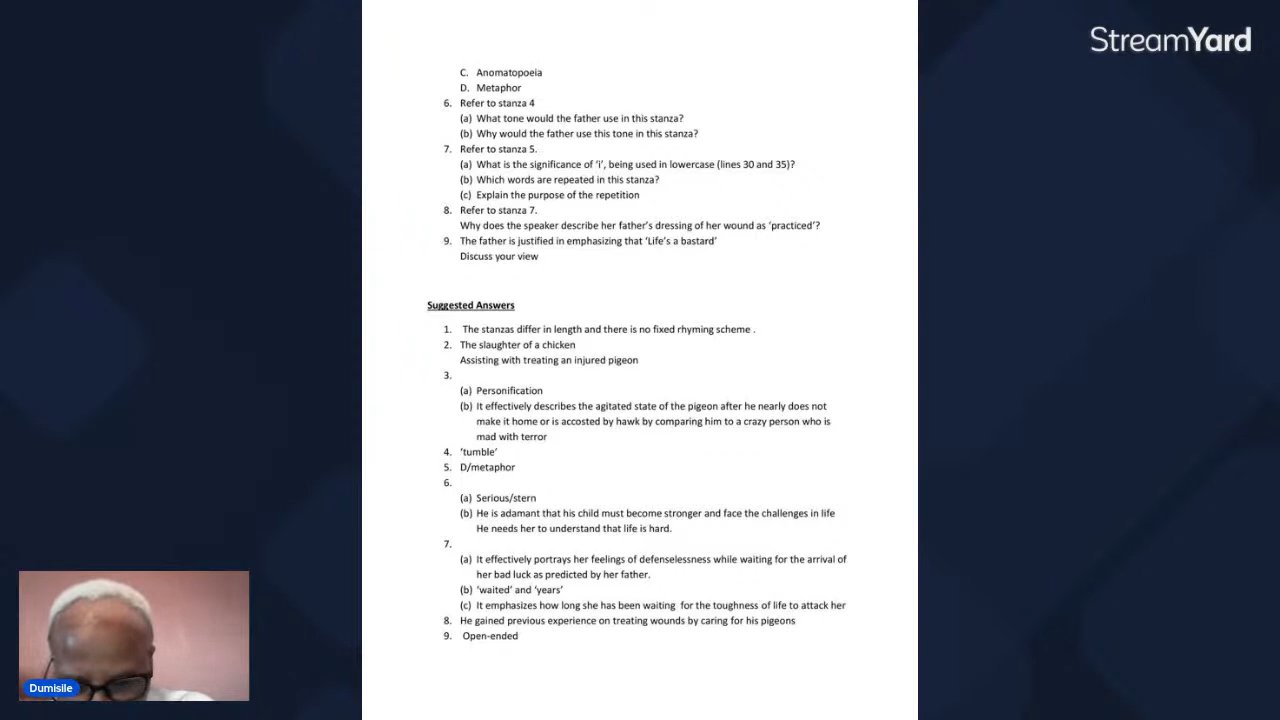 StreamYard
C. Anomatopoeia
D. Metaphor
6. Refer to stanza 4
(a) What tone would the father use in this stanza?
(b) Why would the father use this tone in this stanza?
7. Refer to stanza 5.
(a) What is the significance of ‘i’, being used in lowercase (lines 30 and 35)?
(b) Which words are repeated in this stanza?
(c) Explain the purpose of the repetition
8. Refer to stanza 7.
Why does the speaker describe her father’s dressing of her wound as ‘practiced’?
9. The father is justified in emphasizing that ‘Life’s a bastard’
Discuss your view
Suggested Answers
1. The stanzas differ in length and there is no fixed rhyming scheme .
2. The slaughter of a chicken
Assisting with treating an injured pigeon
3.
(a) Personification
(b) It effectively describes the agitated state of the pigeon after he nearly does not
make it home or is accosted by hawk by comparing him to a crazy person who is
mad with terror
4. ‘tumble’
5. D/metaphor
6.
(a) Serious/stern
(b) He is adamant that his child must become stronger and face the challenges in life
He needs her to understand that life is hard.
7.
(a) It effectively portrays her feelings of defenselessness while waiting for the arrival of
her bad luck as predicted by her father.
(b) ‘waited’ and ‘years’
(c) It emphasizes how long she has been waiting for the toughness of life to attack her
8. He gained previous experience on treating wounds by caring for his pigeons
9. Open-ended
Dumisile